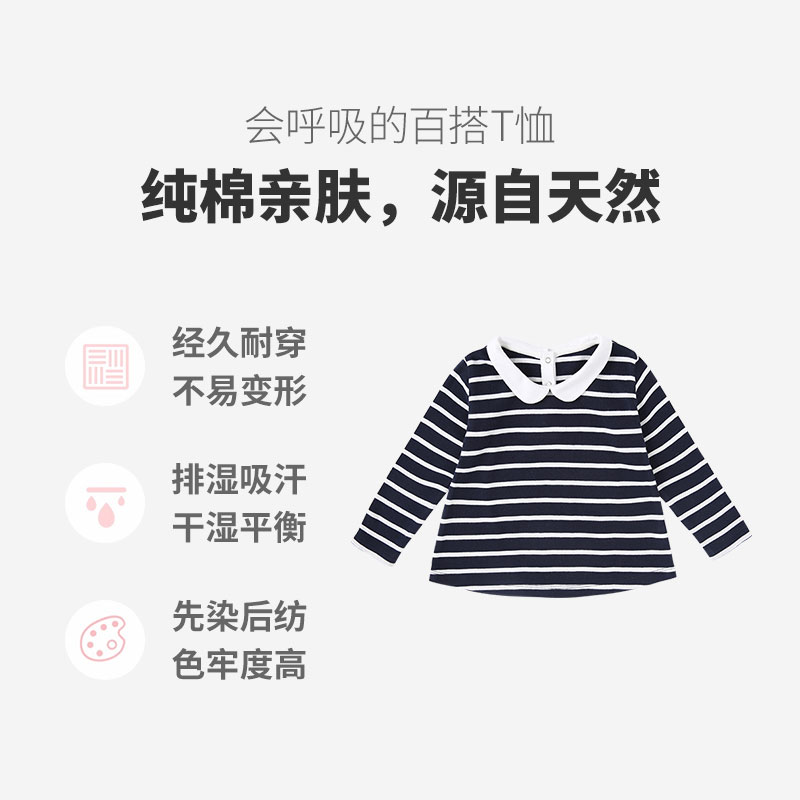 会呼吸的百搭T恤
纯棉亲肤，源自天然
经久耐穿
不易变形
排湿吸汗
干湿平衡
先染后纺
色牢度高